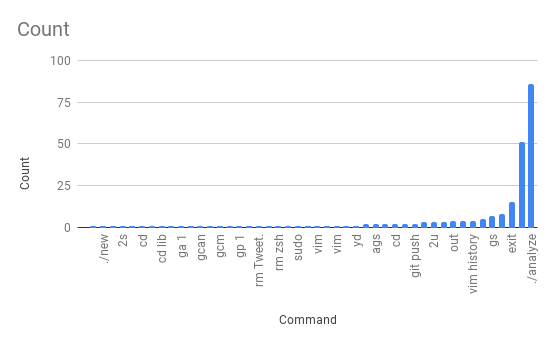 Count
100
75
50
25
0
Count
./new
2s
cd
cd lib
ga 1
gcan
gcm
gp 1
rm Tweet.
rm zsh
sudo
vim
vim
yd
ags
cd
git push
2u
out
vim history
gs
exit
./analyze
Command